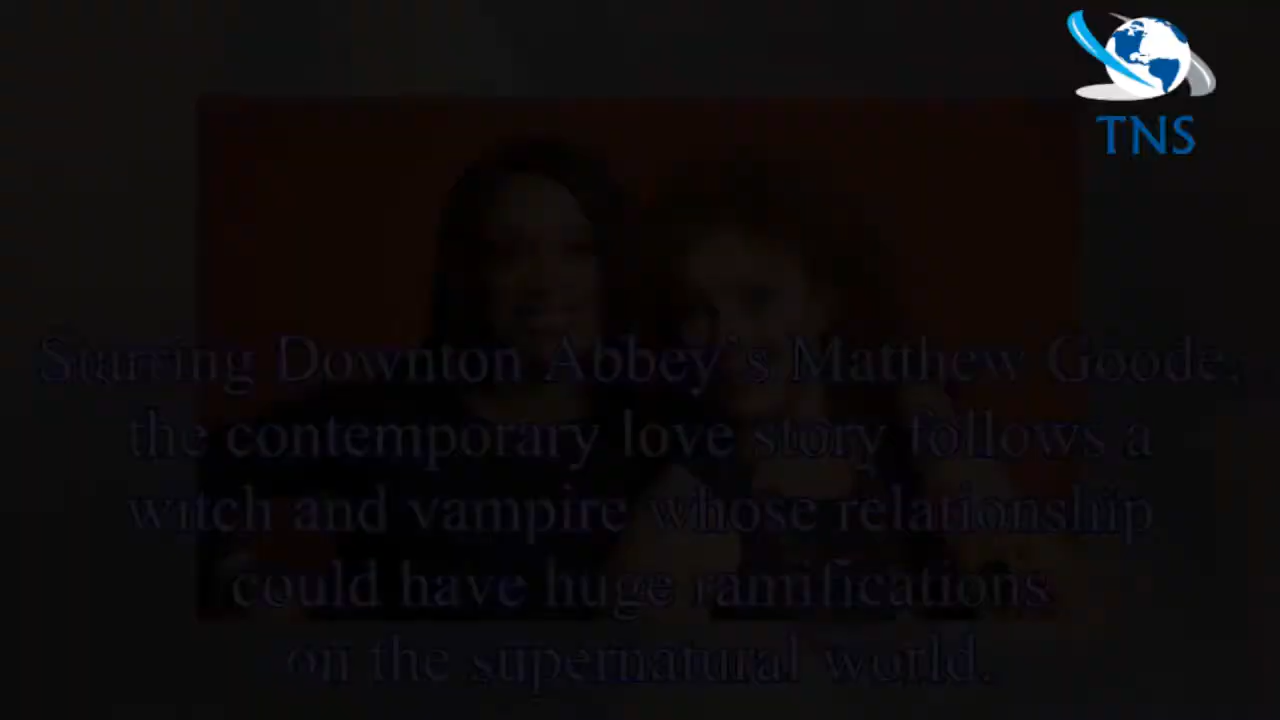 TNS
Starring Downton Abbey's Matthew Goode,
the contemporary love story follows a
witch and vampire whose relationship
could have huge ramifications
on the supernatural world.